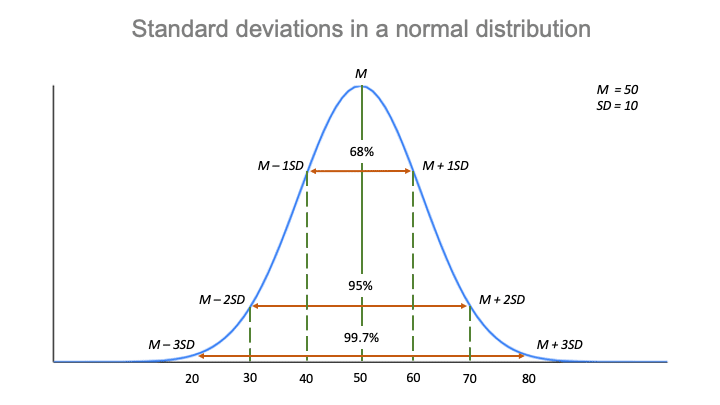 Standard deviations in a normal distribution
M
M = 50
SD = 10
68%
M – 1SD
M + 1SD
95%
M – 2SD
M + 2SD
99.7%
M – 3SD
M + 3SD
20 30 40 50 60 70 80